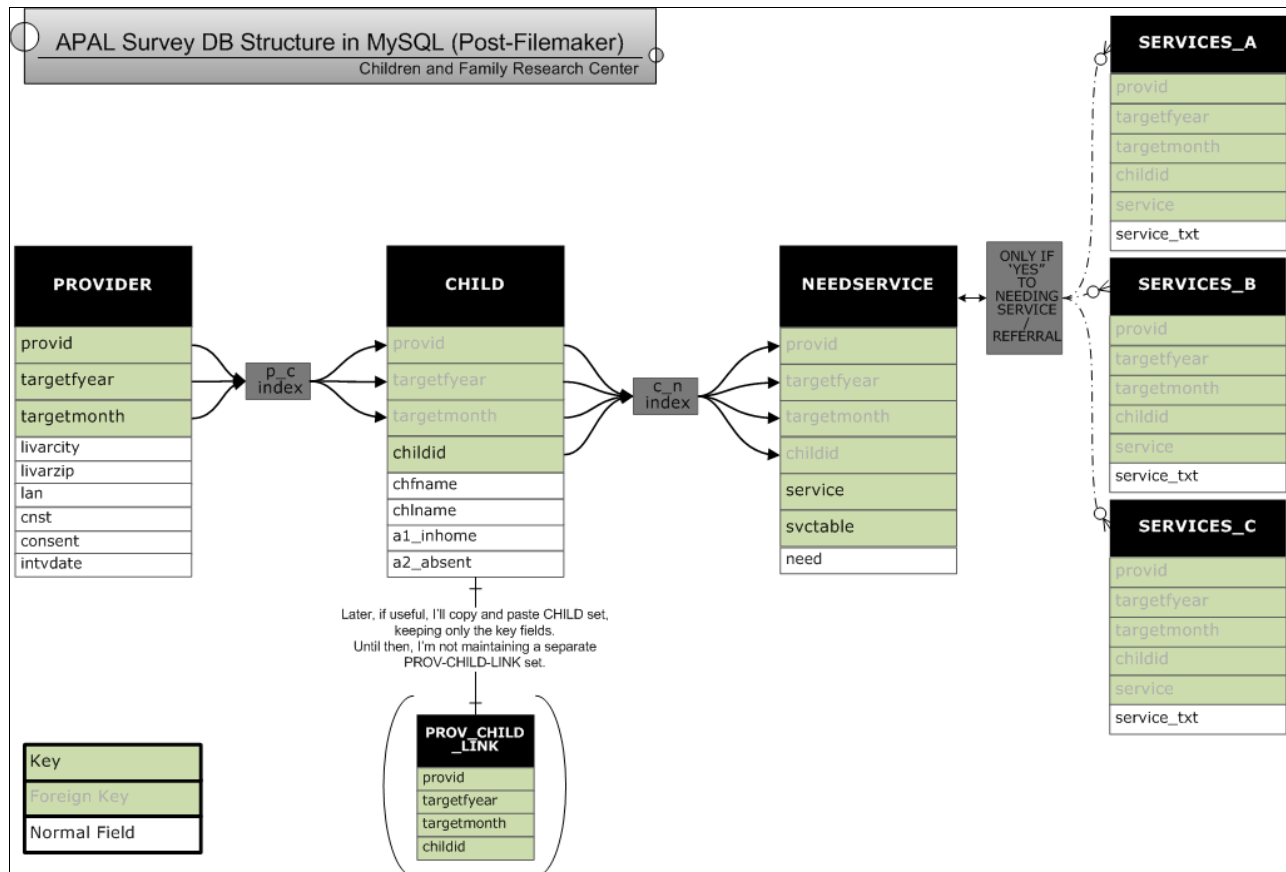 APAL Survey DB Structure in MySQL (Post-Filemaker)
Children and Family Research Center
PROVIDER
provid
targetfyear
targetmonth
livarcity
livarzip
lan
cnst
consent
intvdate
p_c
index
CHILD
provid
targetfyear
targetmonth
childid
chfname
chlname
a1_inhome
a2_absent
c_n
index
NEEDSERVICE
provid
targetfyear
targetmonth
childid
service
svctable
need
ONLY IF
"YES"
TO
NEEDING
SERVICE
/
REFERRAL
SERVICES_A
provid
targetfyear
targetmonth
childid
service
service_txt
SERVICES_B
provid
targetfyear
targetmonth
childid
service
service_txt
SERVICES_C
provid
targetfyear
targetmonth
childid
service
service_txt
Later, if useful, I'll copy and paste CHILD set,
keeping only the key fields.
Until then, I'm not maintaining a separate
PROV-CHILD-LINK set.
PROV_CHILD
_LINK
provid
targetfyear
targetmonth
childid
Key
Foreign Key
Normal Field